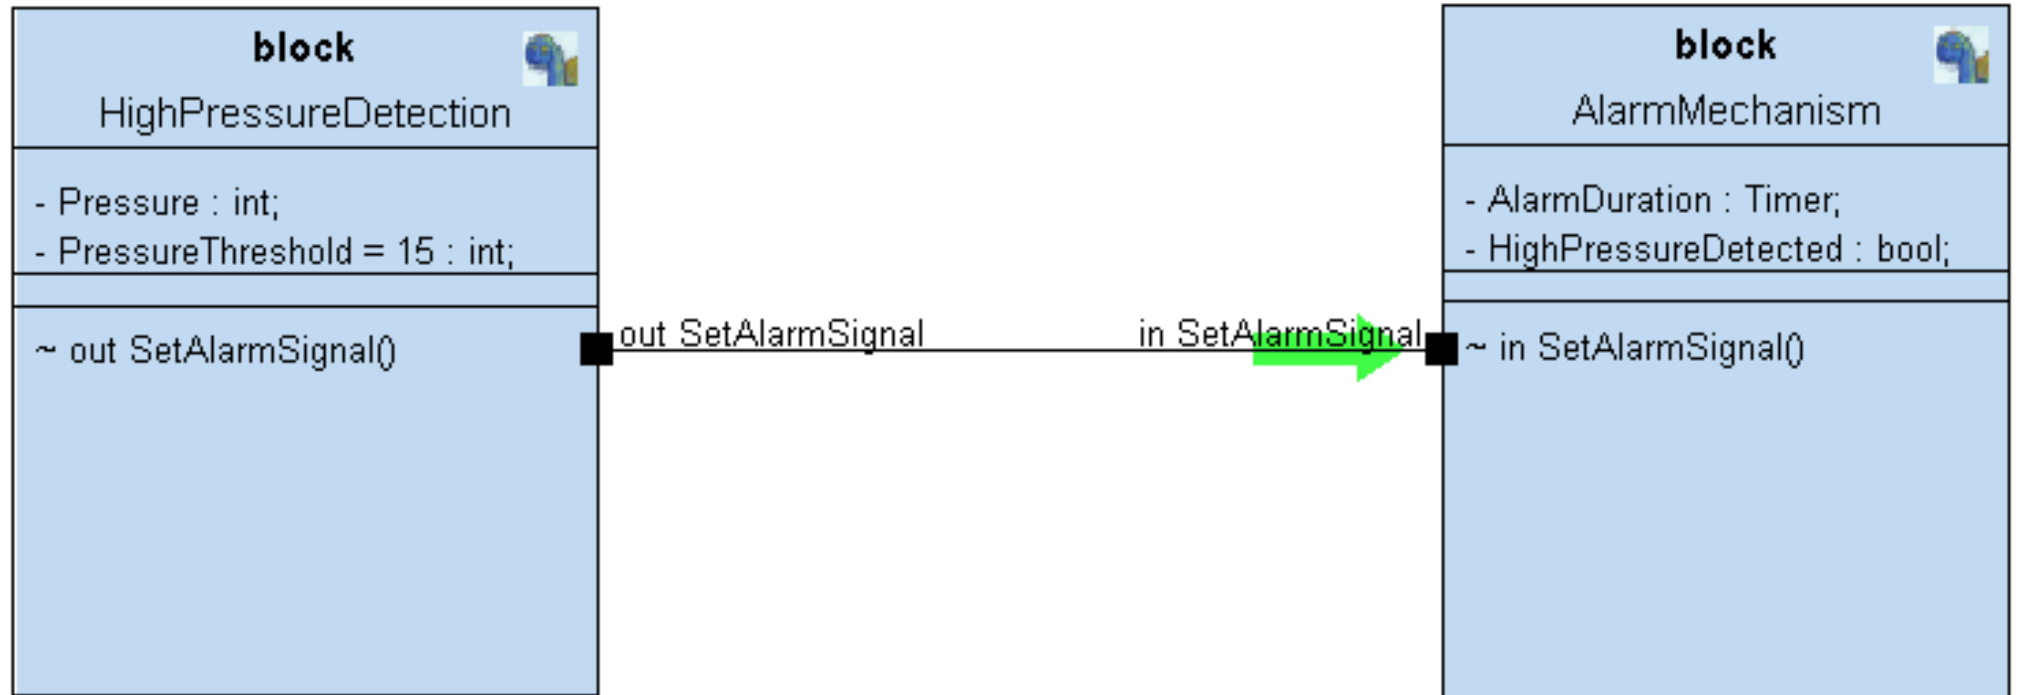 block
HighPressureDetection
- Pressure : int;
- PressureThreshold = 15 : int;
~ out SetAlarmSignal()
out SetAlarmSignal
in SetAlarmSignal
block
AlarmMechanism
- AlarmDuration : Timer;
- HighPressureDetected : bool;
~ in SetAlarmSignal()